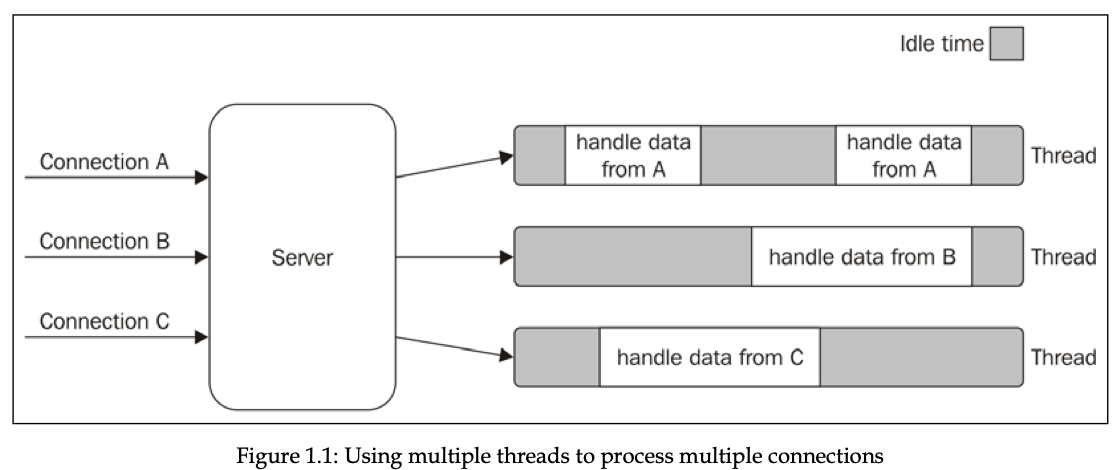 Idle time
Connection A
handle data
from A
handle data
from A
Thread
Connection B
Server
handle data from B
Thread
Connection C
handle data from C
Thread
Figure 1.1: Using multiple threads to process multiple connections